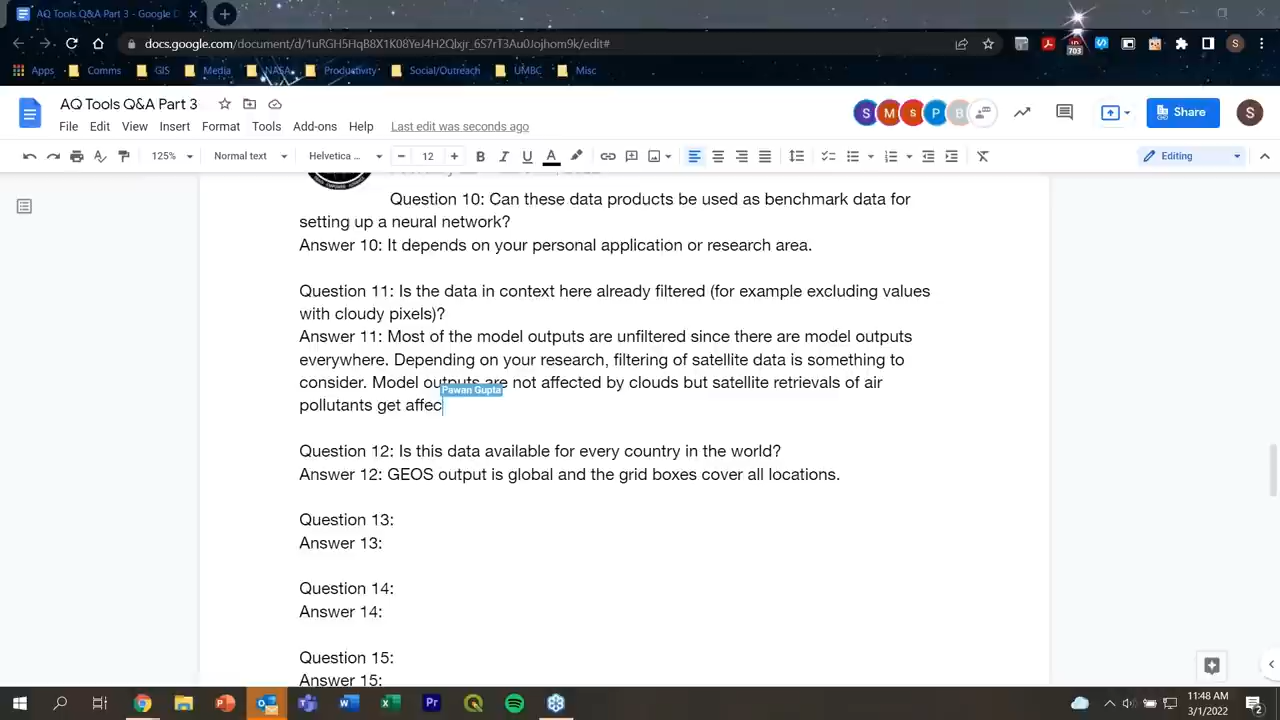 AQ Tools Q&A Part 3 - Google D
docs.google.com/document/d/1uRGH5HqB8X1K08YeJ4H2Qlxjr_6S7rT3Au0Jojhom9k/edit#
703
S
Apps Comms GIS Media NASA Productivity Social/Outreach UMBC Misc
AQ Tools Q&A Part 3
S M S P B
Share
S
File Edit View Insert Format Tools Add-ons Help Last edit was seconds ago
125% Normal text Helvetica ... 12 B I U A Editing
Question 10: Can these data products be used as benchmark data for
setting up a neural network?
Answer 10: It depends on your personal application or research area.
Question 11: Is the data in context here already filtered (for example excluding values
with cloudy pixels)?
Answer 11: Most of the model outputs are unfiltered since there are model outputs
everywhere. Depending on your research, filtering of satellite data is something to
consider. Model outputs are not affected by clouds but satellite retrievals of air
Pawan Gupta
pollutants get affec
Question 12: Is this data available for every country in the world?
Answer 12: GEOS output is global and the grid boxes cover all locations.
Question 13:
Answer 13:
Question 14:
Answer 14:
Question 15:
Answer 15:
11:48 AM
3/1/2022
2